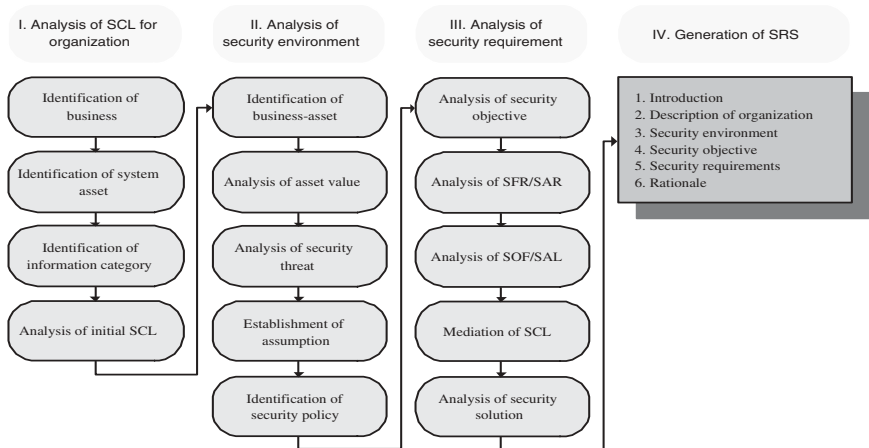 I. Analysis of SCL for
organization
Identification of
business
Identification of system
asset
Identification of
information category
Analysis of initial SCL
II. Analysis of
security environment
Identification of
business-asset
Analysis of asset value
Analysis of security
threat
Establishment of
assumption
Identification of
security policy
III. Analysis of
security requirement
Analysis of security
objective
Analysis of SFR/SAR
Analysis of SOF/SAL
Mediation of SCL
Analysis of security
solution
IV. Generation of SRS
1. Introduction
2. Description of organization
3. Security environment
4. Security objective
5. Security requirements
6. Rationale